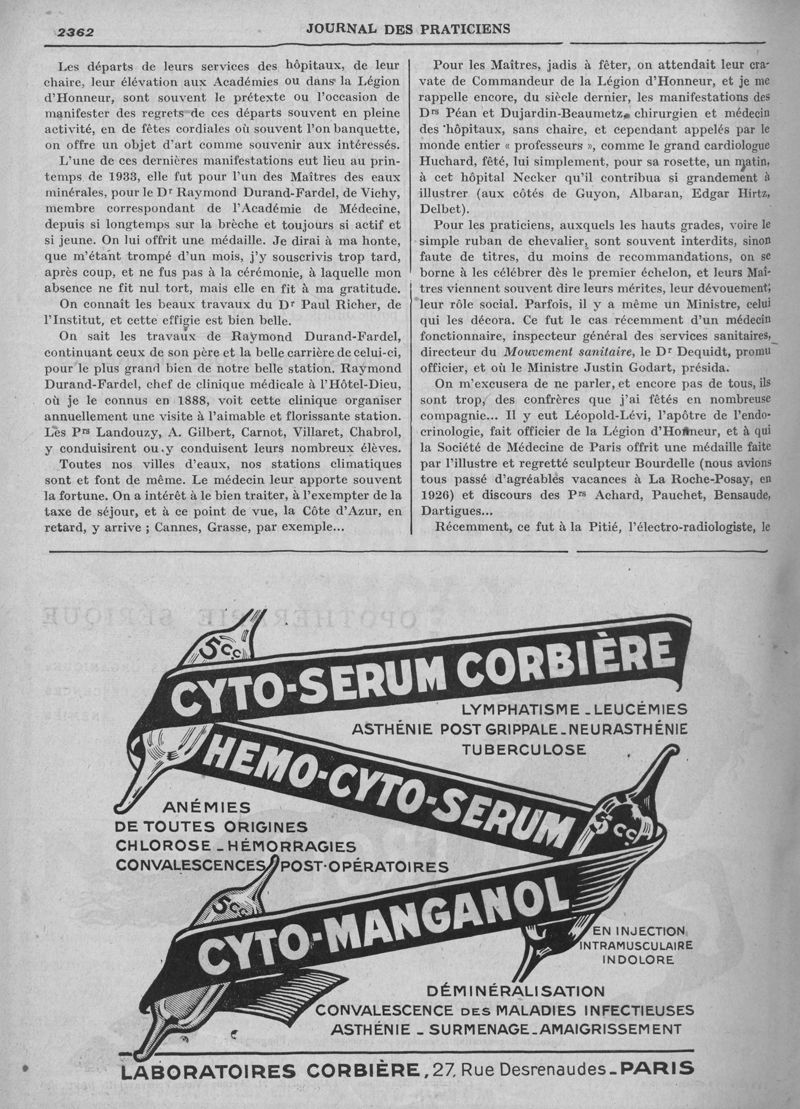 2362
JOURNAL DES PRATICIENS
Les départs de leurs services des hôpitaux, de leur
chaire, leur élévation aux Académies ou dans la Légion
d'Honneur, sont souvent le prétexte ou l'occasion de
manifester des regrets de ces départs souvent en pleine
activité, en de fêtes cordiales où souvent l'on banquette,
on offre un objet d'art comme souvenir aux intéressés.
L'une de ces dernières manifestations eut lieu au prin-
temps de 1933, elle fut pour l'un des Maîtres des eaux
minérales, pour le Dr Raymond Durand-Fardel, de Vichy,
membre correspondant de l'Académie de Médecine,
depuis si longtemps sur la brèche et toujours si actif et
si jeune. On lui offrit une médaille. Je dirai à ma honte,
que m'étant trompé d'un mois, j'y souscrivis trop tard,
après coup, et ne fus pas à la cérémonie, à laquelle mon
absence ne fit nul tort, mais elle en fit à ma gratitude.
On connaît les beaux travaux du Dr Paul Richer, de
l'Institut, et cette effigie est bien belle.
On sait les travaux de Raymond Durand-Fardel,
continuant ceux de son père et la belle carrière de celui-ci,
pour le plus grand bien de notre belle station. Raymond
Durand-Fardel, chef de clinique médicale à l'Hôtel-Dieu,
où je le connus en 1888, voit cette clinique organiser
annuellement une visite à l'aimable et florissante station.
Les Prs Landouzy, A. Gilbert, Carnot, Villaret, Chabrol,
y conduisirent ou y conduisent leurs nombreux élèves.
Toutes nos villes d'eaux, nos stations climatiques
sont et font de même. Le médecin leur apporte souvent
la fortune. On a intérêt à le bien traiter, à l'exempter de la
taxe de séjour, et à ce point de vue, la Côte d'Azur, en
retard, y arrive ; Cannes, Grasse, par exemple...
Pour les Maîtres, jadis à fêter, on attendait leur cra-
vate de Commandeur de la Légion d'Honneur, et je me
rappelle encore, du siècle dernier, les manifestations des
Drs Péan et Dujardin-Beaumetz, chirurgien et médecin
des hôpitaux, sans chaire, et cependant appelés par le
monde entier « professeurs », comme le grand cardiologue
Huchard, fêté, lui simplement, pour sa rosette, un matin,
à cet hôpital Necker qu'il contribua si grandement à
illustrer (aux côtés de Guyon, Albaran, Edgar Hirtz,
Delbet).
Pour les praticiens, auxquels les hauts grades, voire le
simple ruban de chevalier, sont souvent interdits, sinon
faute de titres, du moins de recommandations, on se
borne à les célébrer dès le premier échelon, et leurs Maî-
tres viennent souvent dire leurs mérites, leur dévouement;
leur rôle social. Parfois, il y a même un Ministre, celui
qui les décora. Ce fut le cas récemment d'un médecin
fonctionnaire, inspecteur général des services sanitaires,
directeur du Mouvement sanitaire, le Dr Dequidt, promu
officier, et où le Ministre Justin Godart, présida.
On m'excusera de ne parler, et encore pas de tous, ils
sont trop, des confrères que j'ai fêtés en nombreuse
compagnie... Il y eut Léopold-Lévi, l'apôtre de l'endo-
crinologie, fait officier de la Légion d'Honneur, et à qui
la Société de Médecine de Paris offrit une médaille faite
par l'illustre et regretté sculpteur Bourdelle (nous avions
tous passé d'agréables vacances à La Roche-Posay, en
1926) et discours des Prs Achard, Pauchet, Bensaude,
Dartigues...
Récemment, ce fut à la Pitié, l'électro-radiologiste, le
5cc.
CYTO-SERUM CORBIÈRE
LYMPHATISME - LEUCÉMIES
ASTHÉNIE POST GRIPPALE - NEURASTHÉNIE
TUBERCULOSE
HEMO-CYTO-SERUM
5cc
ANÉMIES
DE TOUTES ORIGINES
CHLOROSE - HÉMORRAGIES
CONVALESCENCES POST-OPÉRATOIRES
5cc
CYTO-MANGANOL
EN INJECTION
INTRAMUSCULAIRE
INDOLORE
DÉMINÉRALISATION
CONVALESCENCE DES MALADIES INFECTIEUSES
ASTHÉNIE - SURMENAGE - AMAIGRISSEMENT
LABORATOIRES CORBIÈRE, 27, Rue Desrenaudes - PARIS